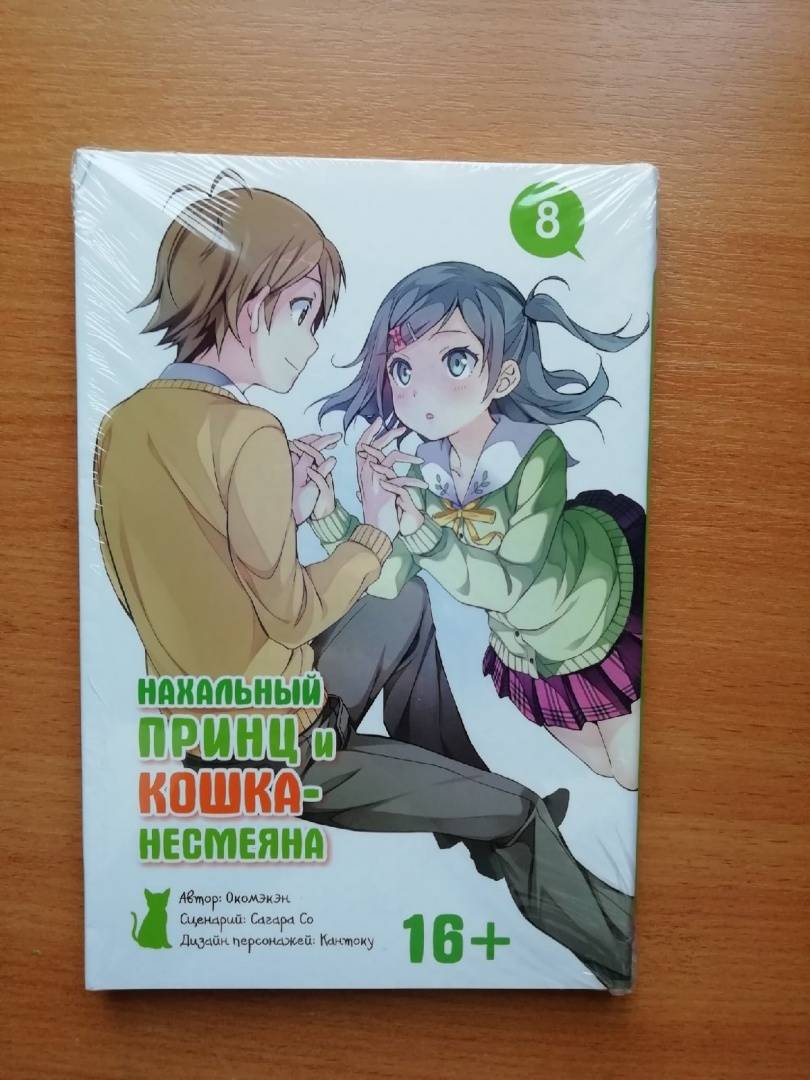 8
НАХАЛЬНЫЙ
ПРИНЦ и
КОШКА-
НЕСМЕЯНА
Автор: Окомэкэн
Сценарий: Сагара Со
Дизайн персонажей: Кантоку
16+